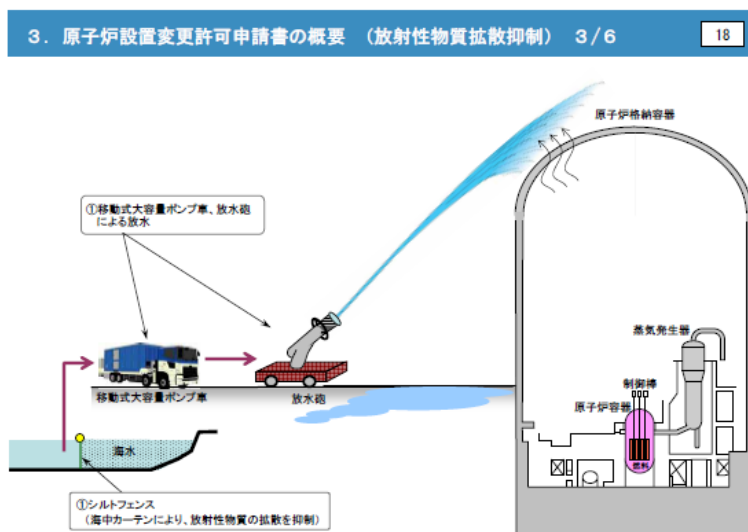 3．原子炉設置変更許可申請書の概要 （放射性物質拡散抑制） 3/6
18
原子炉格納容器
①移動式大容量ポンプ車、放水砲
による放水
蒸気発生器
制御棒
原子炉容器
移動式大容量ポンプ車
放水砲
燃料
海水
①シルトフェンス
（海中カーテンにより、放射性物質の拡散を抑制）